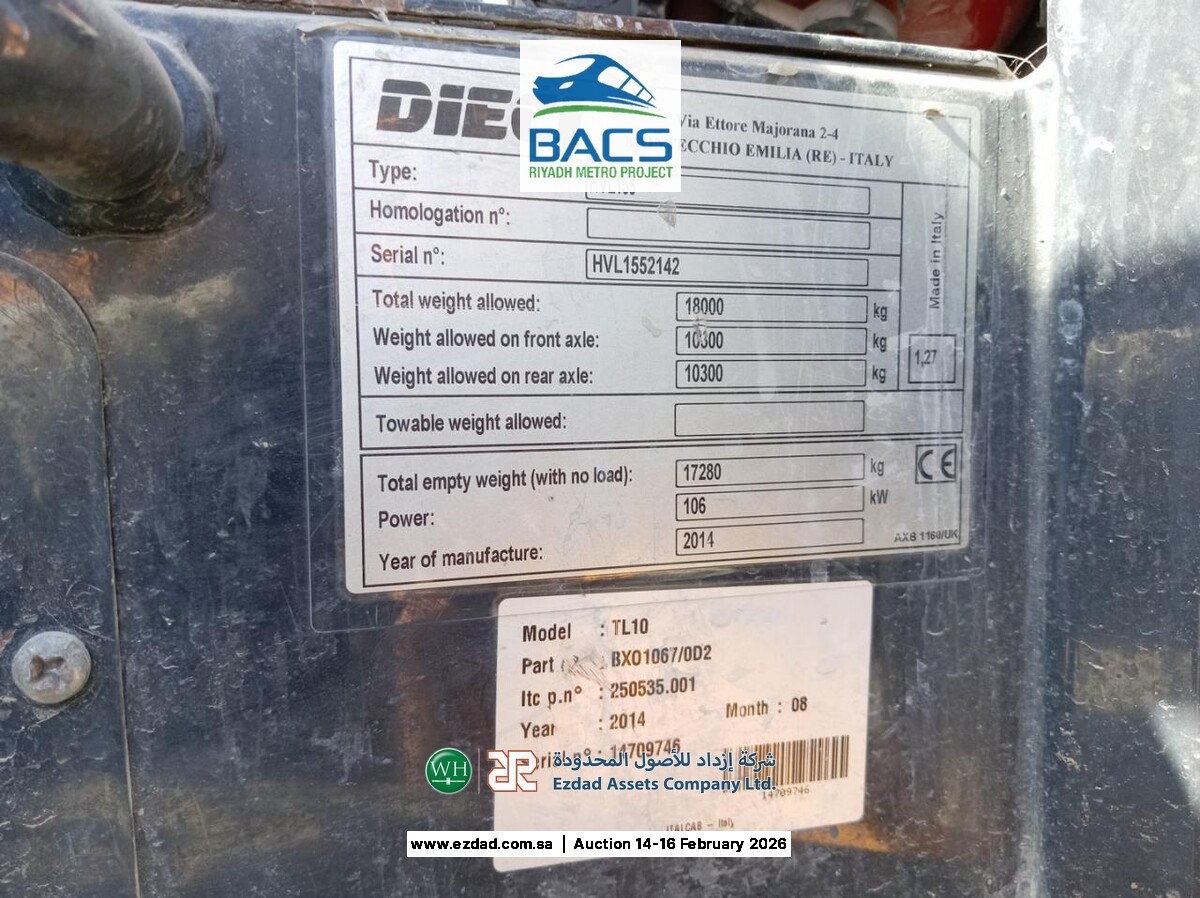 DIE
BACS
RIYADH METRO PROJECT
Via Ettore Majorana 2-4
ECCHIO EMILIA (RE) - ITALY
Type:
Homologation n°:
Serial n°: HVL1552142
Made in Italy
Total weight allowed: 18000 kg
Weight allowed on front axle: 10300 kg
Weight allowed on rear axle: 10300 kg
1,27
Towable weight allowed:
Total empty weight (with no load): 17280 kg
CE
Power: 106 kW
Year of manufacture: 2014
AXB 1160/UK
Model : TL10
Part : BXO1067/0D2
Itc p.n° : 250535.001
Year : 2014 Month : 08
Serial n° : 14709746
14709746
WH
شركة إزداد للأصول المحدودة
Ezdad Assets Company Ltd.
ITALCAB - Italy
www.ezdad.com.sa | Auction 14-16 February 2026